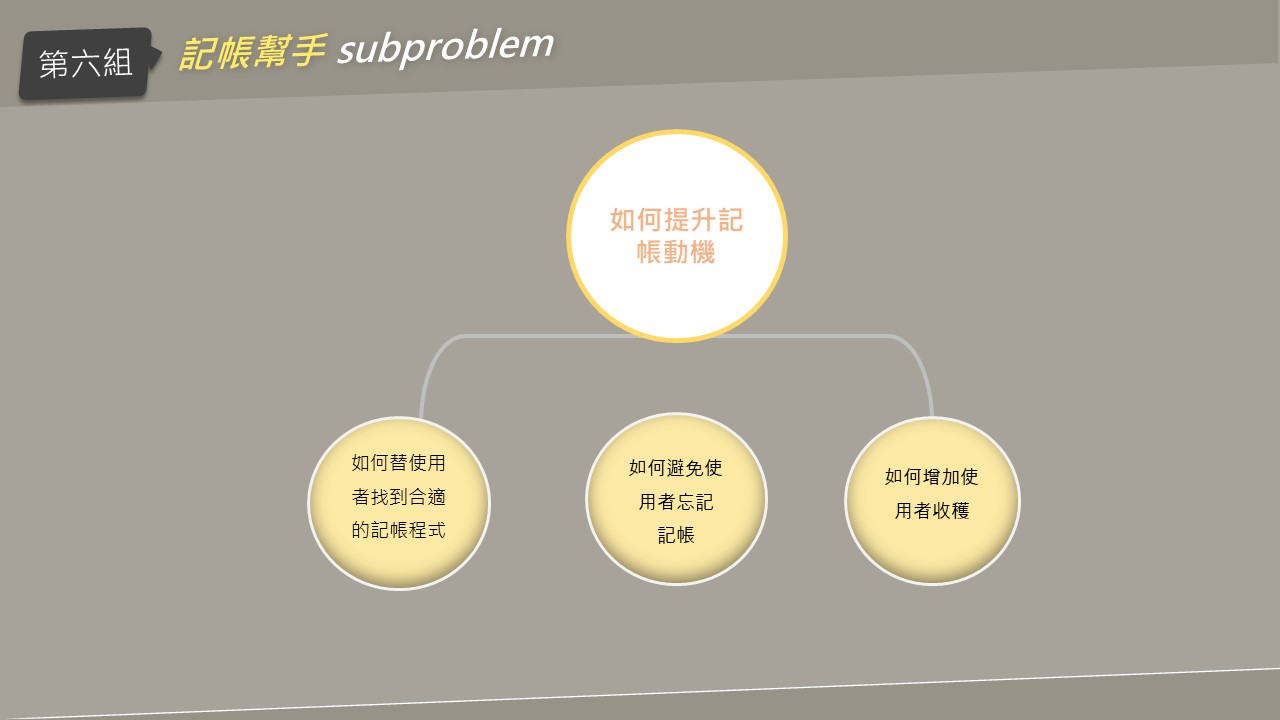 第六組
記帳幫手 subproblem
如何提升記
帳動機
如何替使用
者找到合適
的記帳程式
如何避免使
用者忘記
記帳
如何增加使
用者收穫